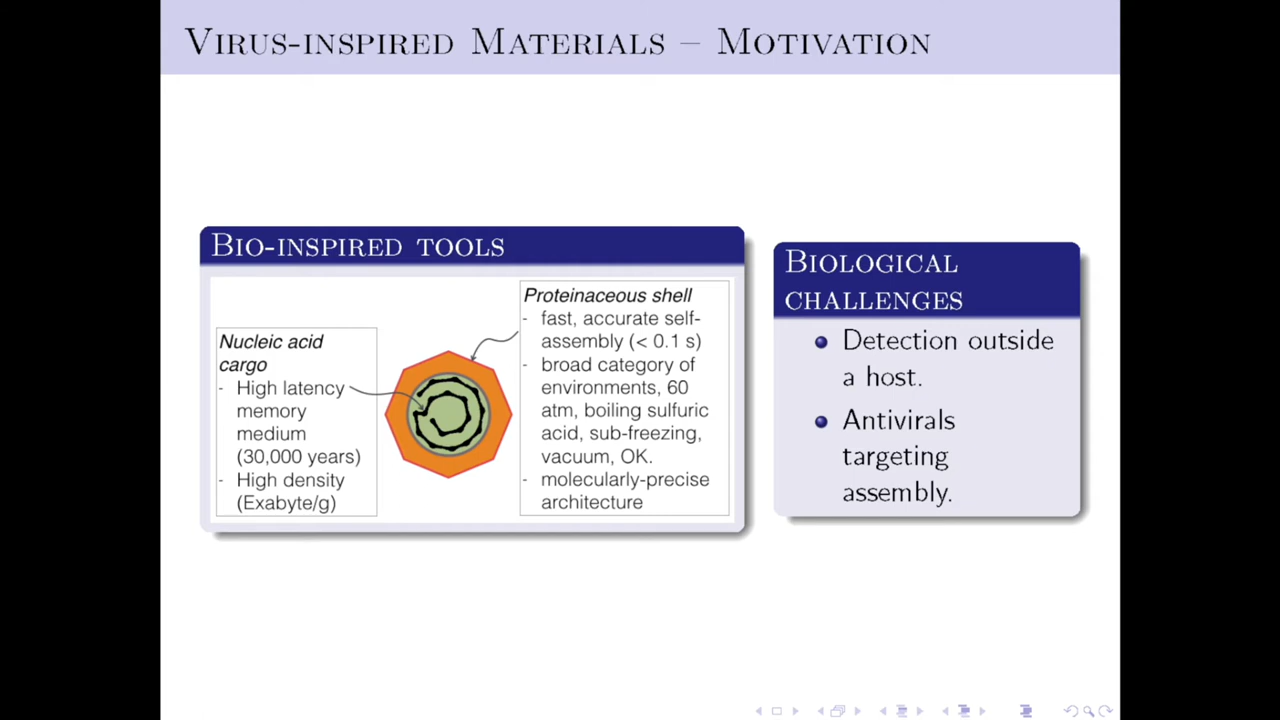 VIRUS-INSPIRED MATERIALS – MOTIVATION
BIO-INSPIRED TOOLS
Nucleic acid
cargo
- High latency
memory
medium
(30,000 years)
- High density
(Exabyte/g)
Proteinaceous shell
- fast, accurate self-
assembly (< 0.1 s)
- broad category of
environments, 60
atm, boiling sulfuric
acid, sub-freezing,
vacuum, OK.
- molecularly-precise
architecture
BIOLOGICAL
CHALLENGES
• Detection outside
a host.
• Antivirals
targeting
assembly.